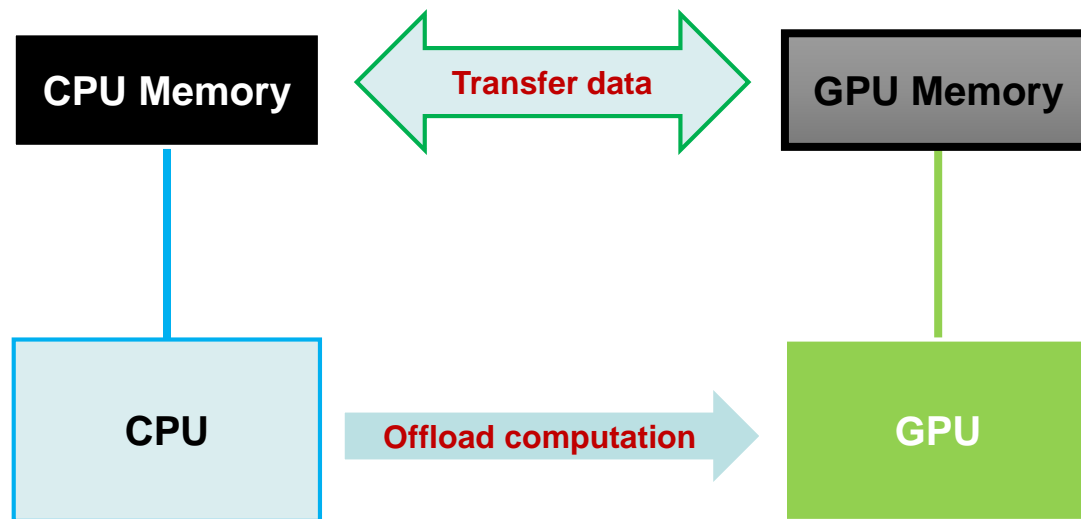 CPU Memory
Transfer data
GPU Memory
CPU
Offload computation
GPU